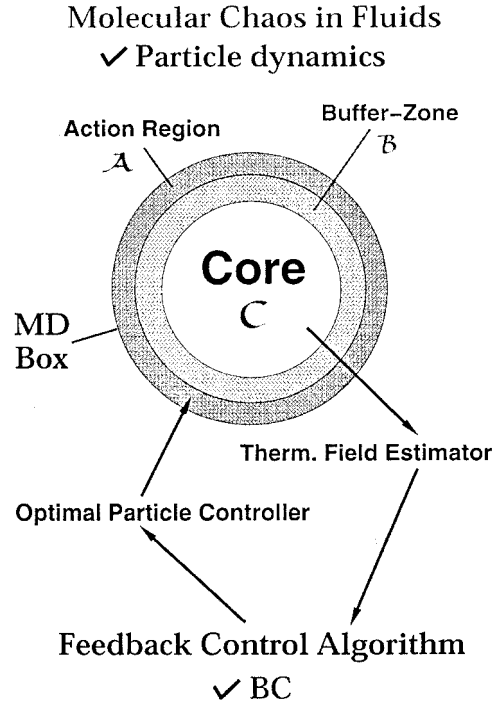 Molecular Chaos in Fluids
✓ Particle dynamics
Buffer-Zone
B
Action Region
A
Core
C
MD
Box
Therm. Field Estimator
Optimal Particle Controller
Feedback Control Algorithm
✓ BC